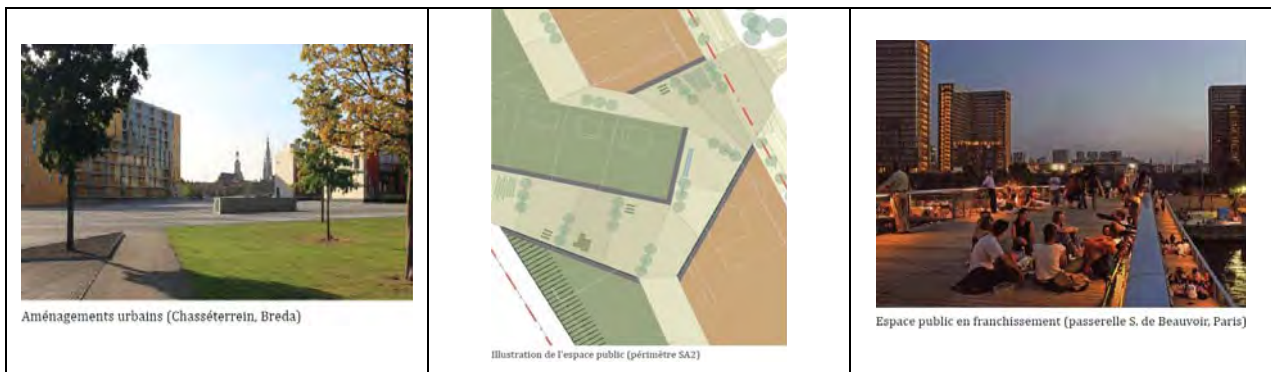 Aménagements urbains (Chasséterrein, Breda)
Illustration de l'espace public (périmètre SA2)
Espace public en franchissement (passerelle S. de Beauvoir, Paris)